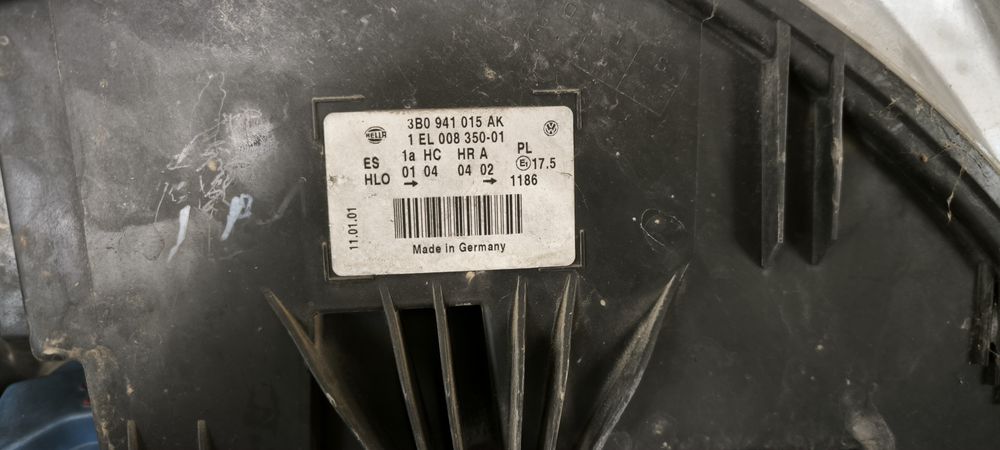 3B0 941 015 AK
HELLA
1 EL 008 350-01
1a HC HR A PL
ES
01 04 04 02 E1 17.5
HLO → → 1186
11.01.01
Made in Germany